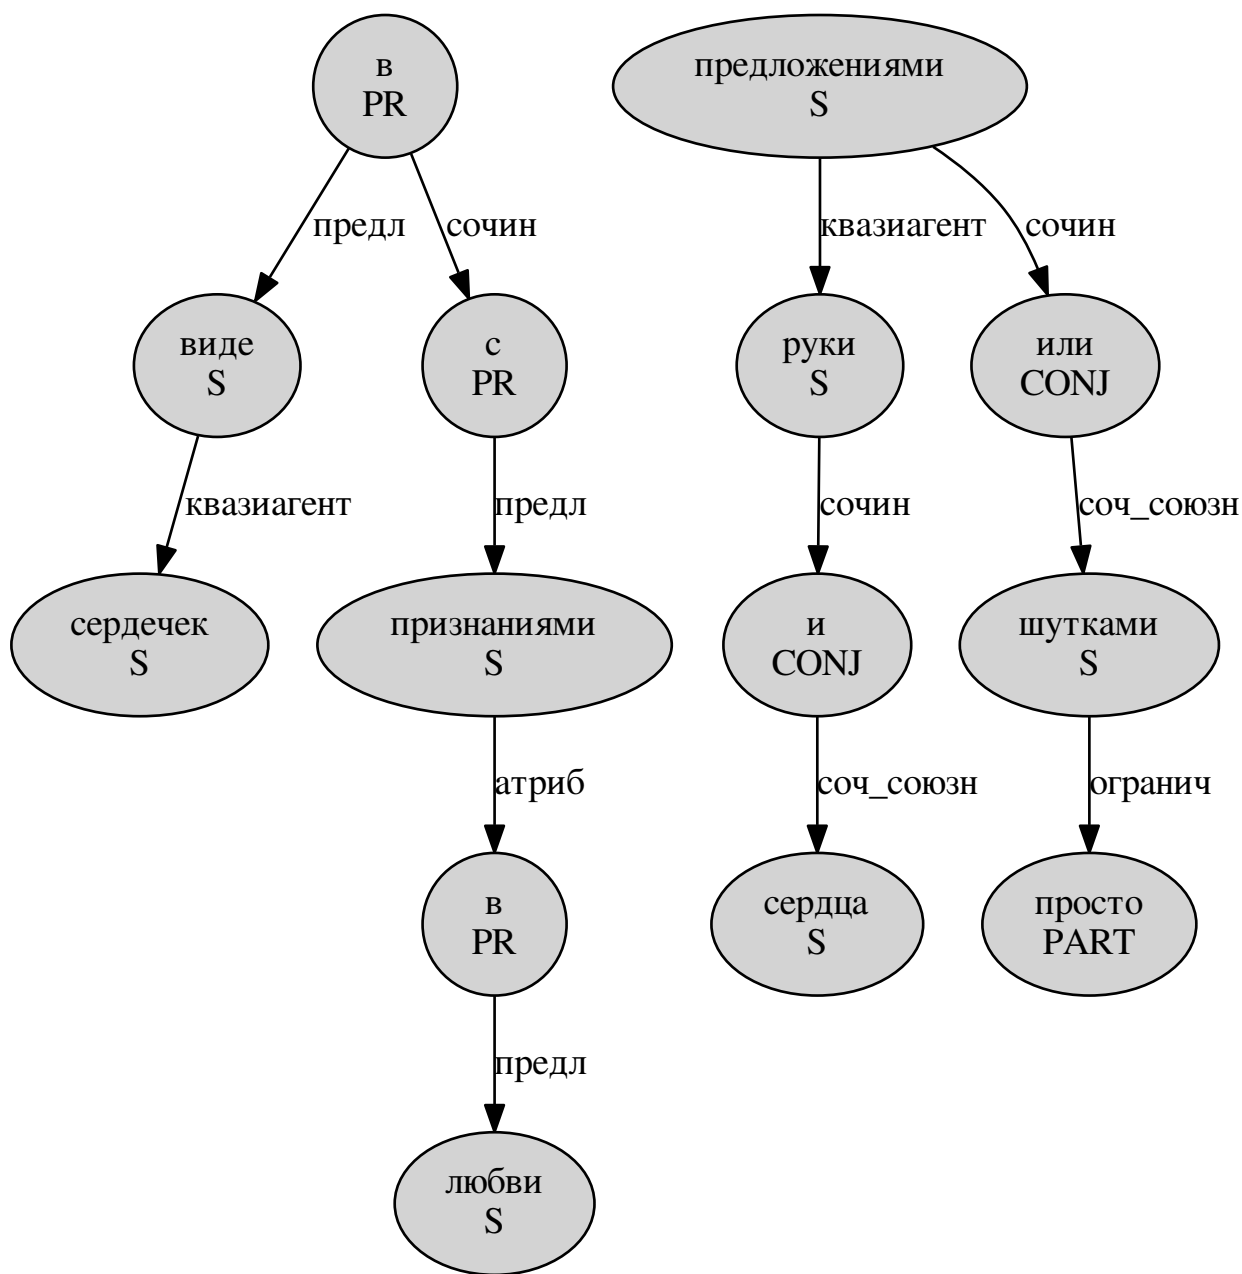 в
PR
предложениями
S
предл
сочин
квазиагент
сочин
виде
S
с
PR
руки
S
или
CONJ
квазиагент
предл
сочин
соч_союзн
сердечек
S
признаниями
S
и
CONJ
шутками
S
атриб
соч_союзн
огранич
в
PR
сердца
S
просто
PART
предл
любви
S